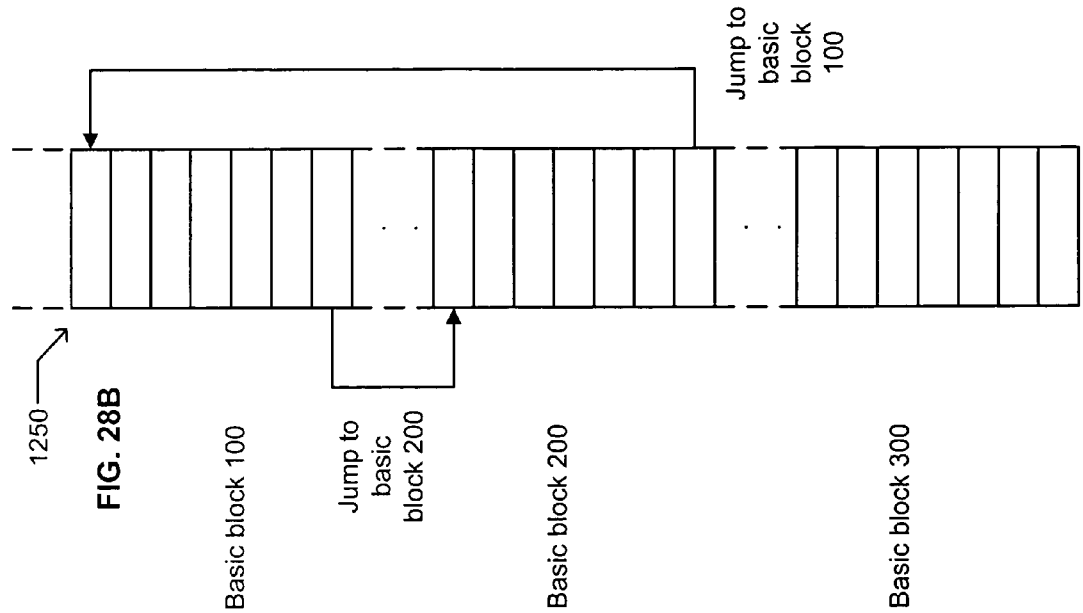 1250
FIG. 28B
Basic block 100
Jump to
basic
block 200
Basic block 200
Jump to
basic
block
100
Basic block 300